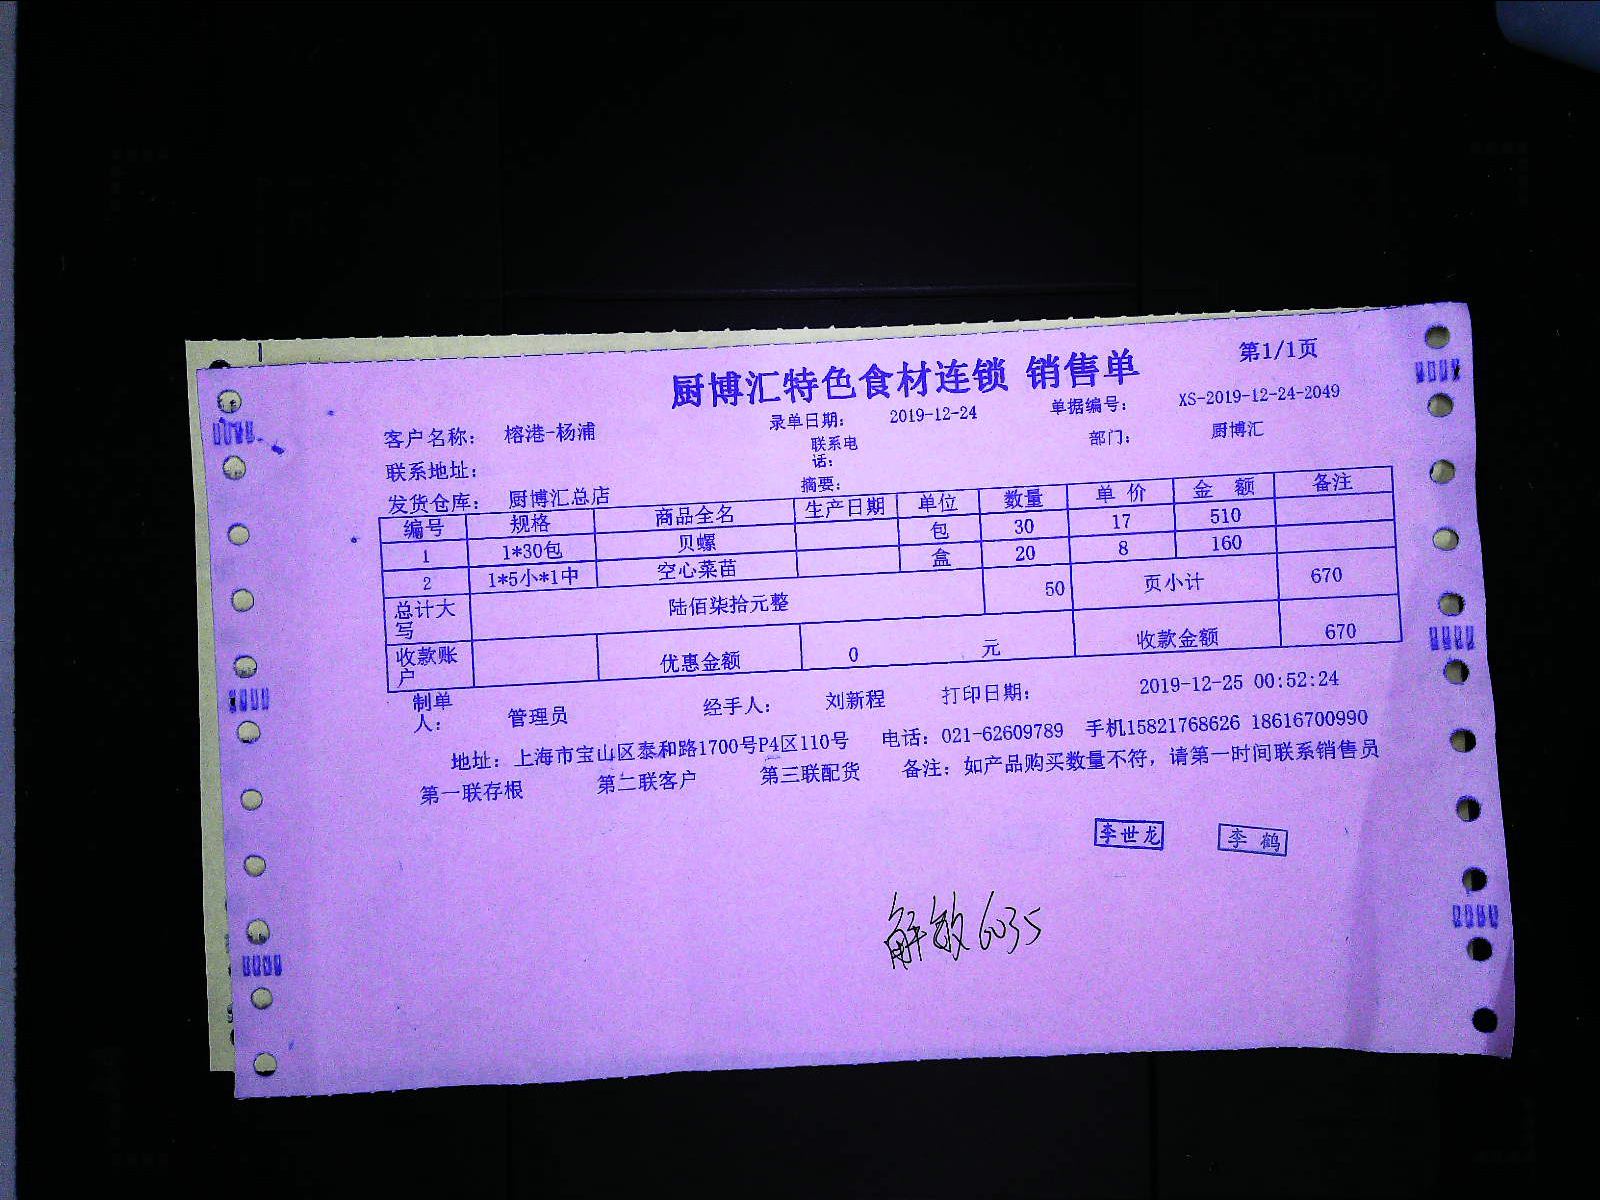 厨博汇特色食材连锁 销售单
第1/1页
录单日期: 2019-12-24 单据编号: XS-2019-12-24-2049
客户名称: 榕港-杨浦 联系电话: 部门: 厨博汇
联系地址:
发货仓库: 厨博汇总店 摘要:
编号 规格 商品全名 生产日期 单位 数量 单价 金额 备注
1 1*30包 贝螺 包 30 17 510
2 1*5小*1中 空心菜苗 盒 20 8 160
总计大写 陆佰柒拾元整 50 页小计 670
收款账户 优惠金额 0 元 收款金额 670
制单人: 管理员 经手人: 刘新程 打印日期: 2019-12-25 00:52:24
地址: 上海市宝山区泰和路1700号P4区110号 电话: 021-62609789 手机15821768626 18616700990
第一联存根 第二联客户 第三联配货 备注: 如产品购买数量不符，请第一时间联系销售员
李世龙 李鹤
解敏6035